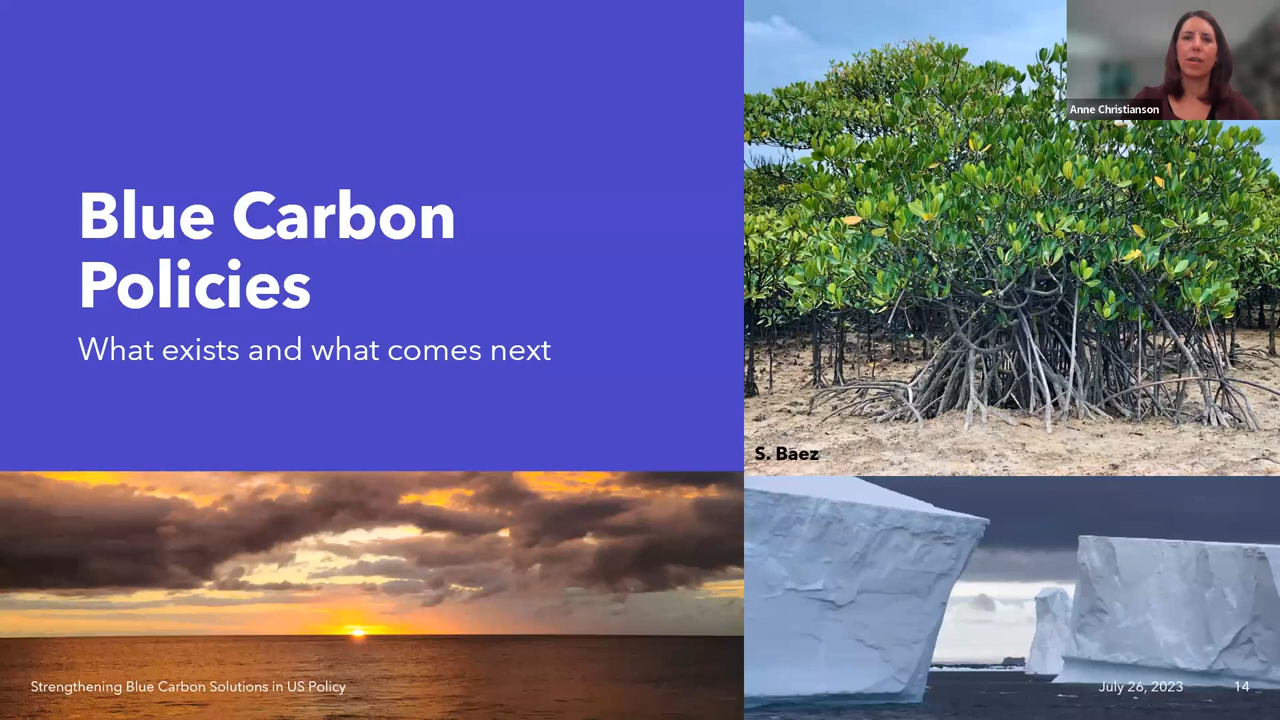 Anne Christianson
Blue Carbon
Policies
What exists and what comes next
S. Baez
Strengthening Blue Carbon Solutions in US Policy
July 26, 2023
14